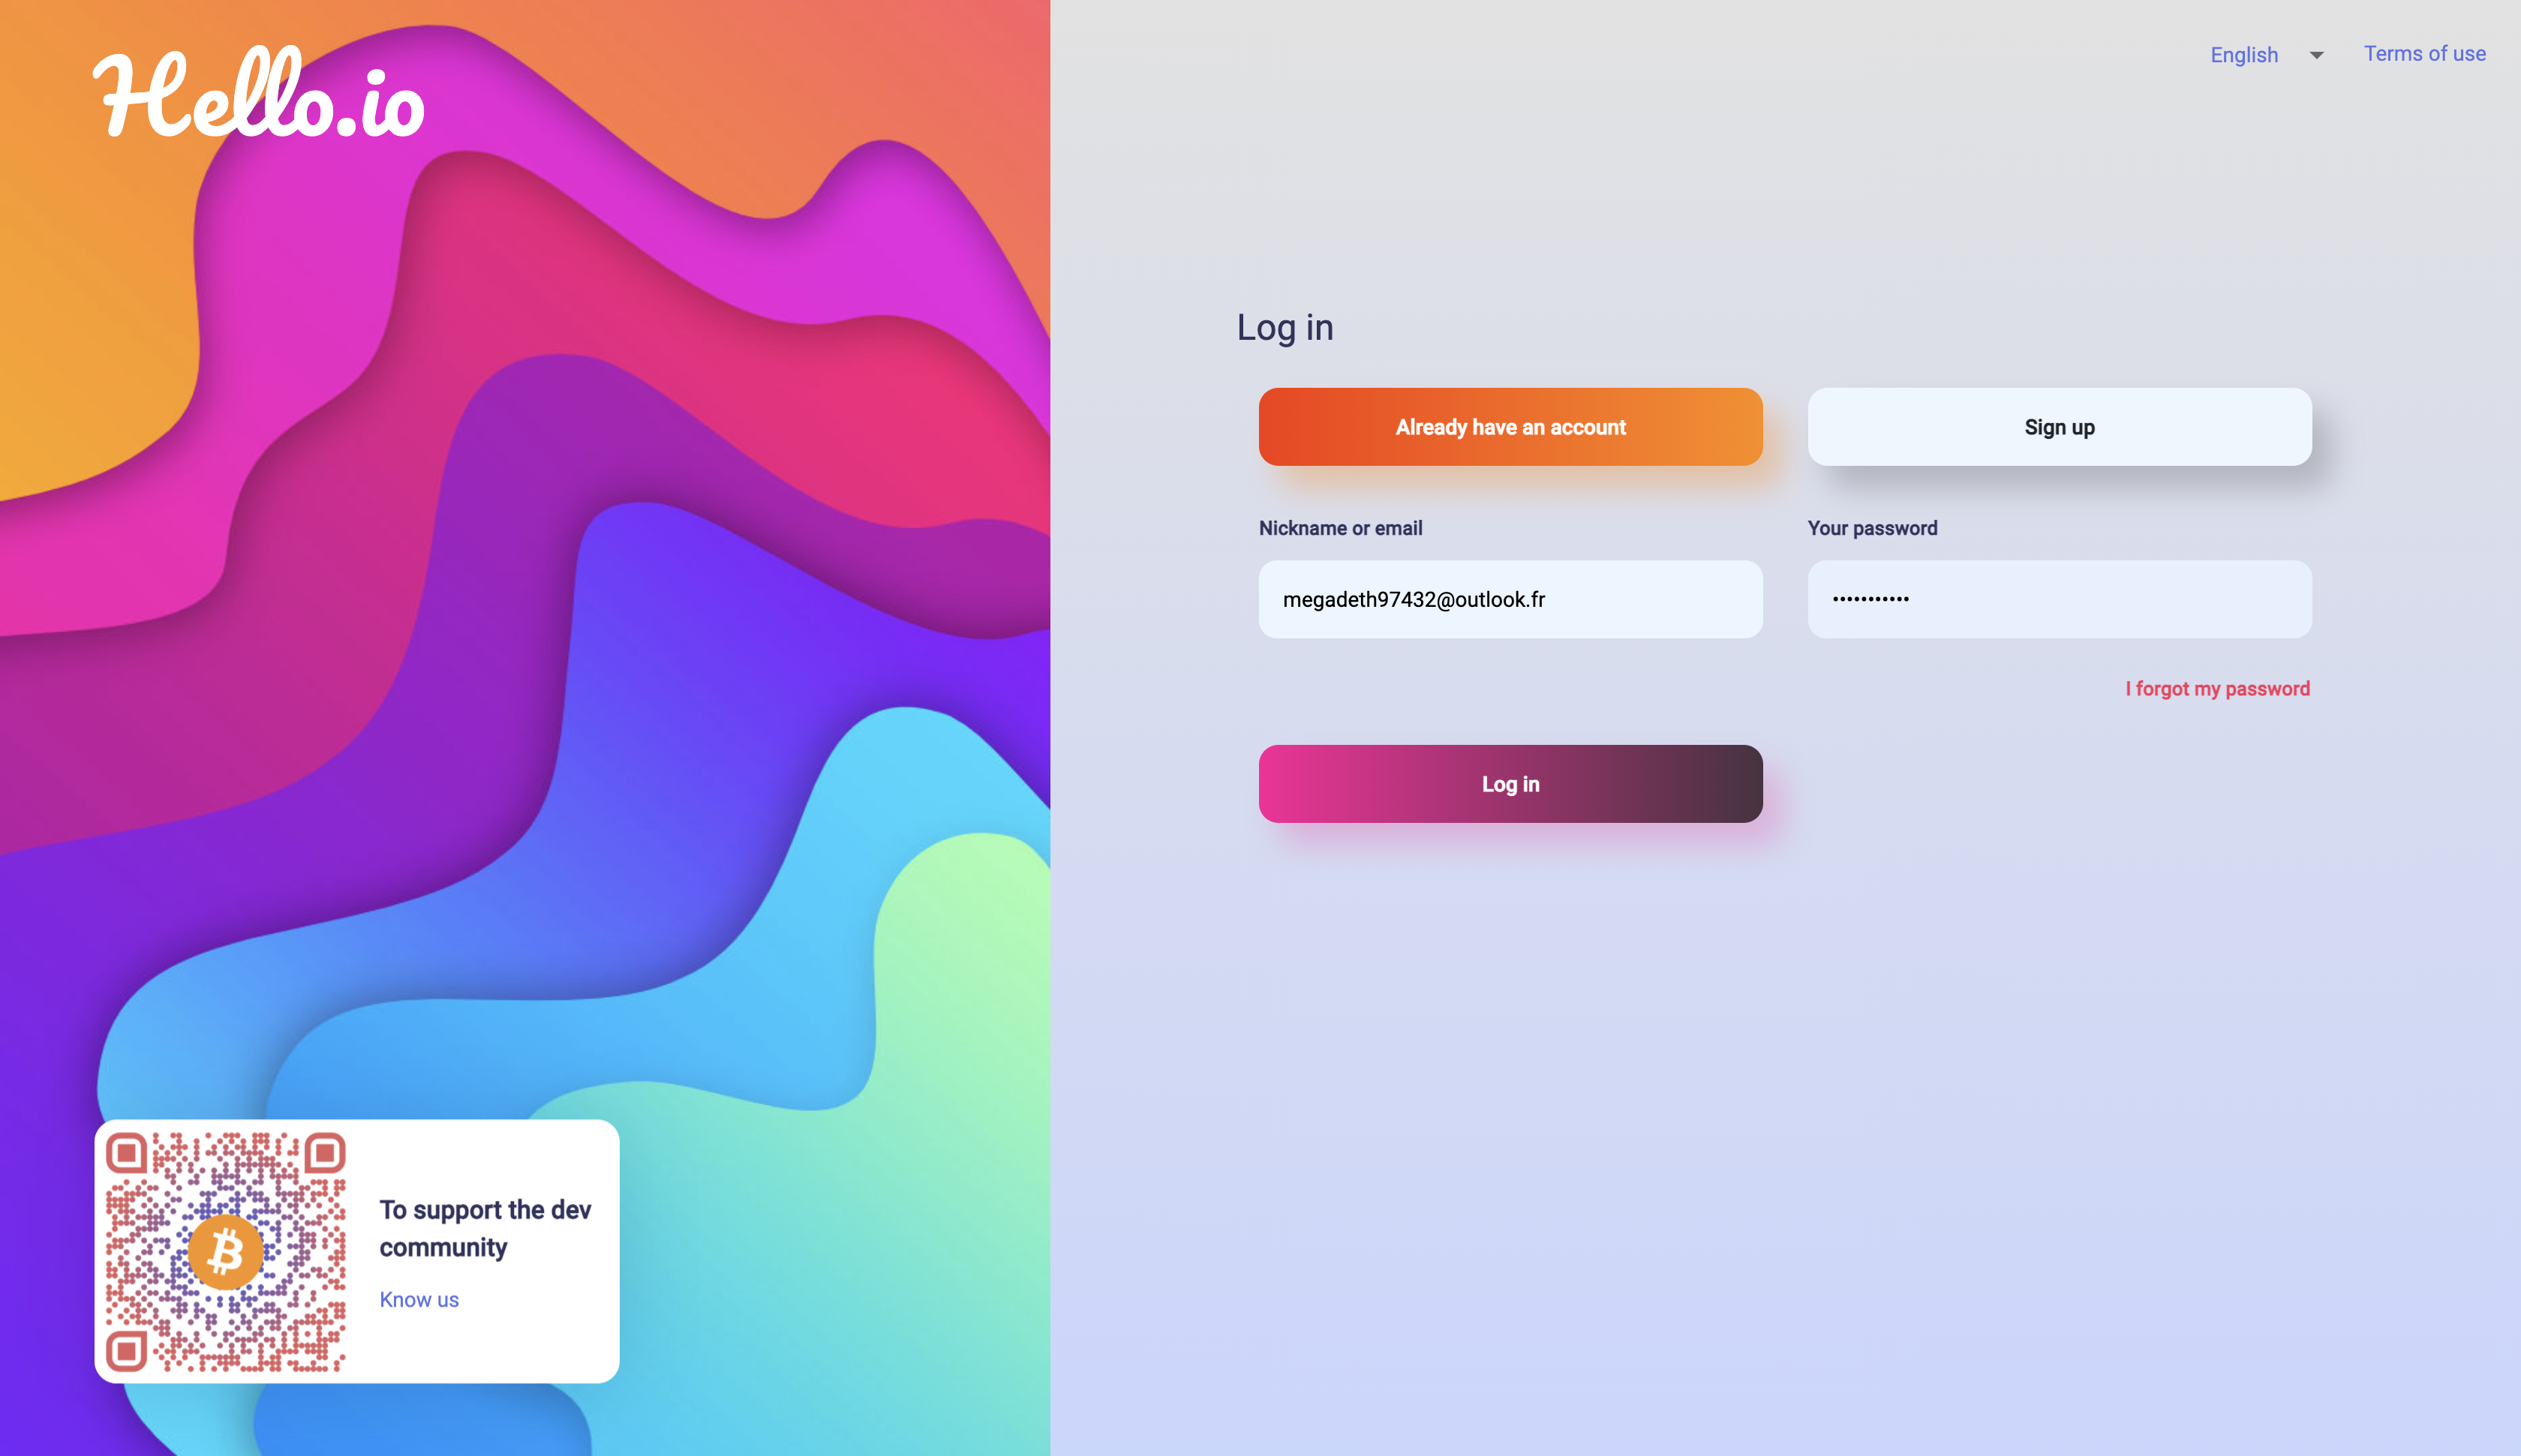 Hello.io
English
Terms of use
Log in
Already have an account
Sign up
Nickname or email
Your password
megadeth97432@outlook.fr
•••••••••••
I forgot my password
Log in
To support the dev
community
Know us